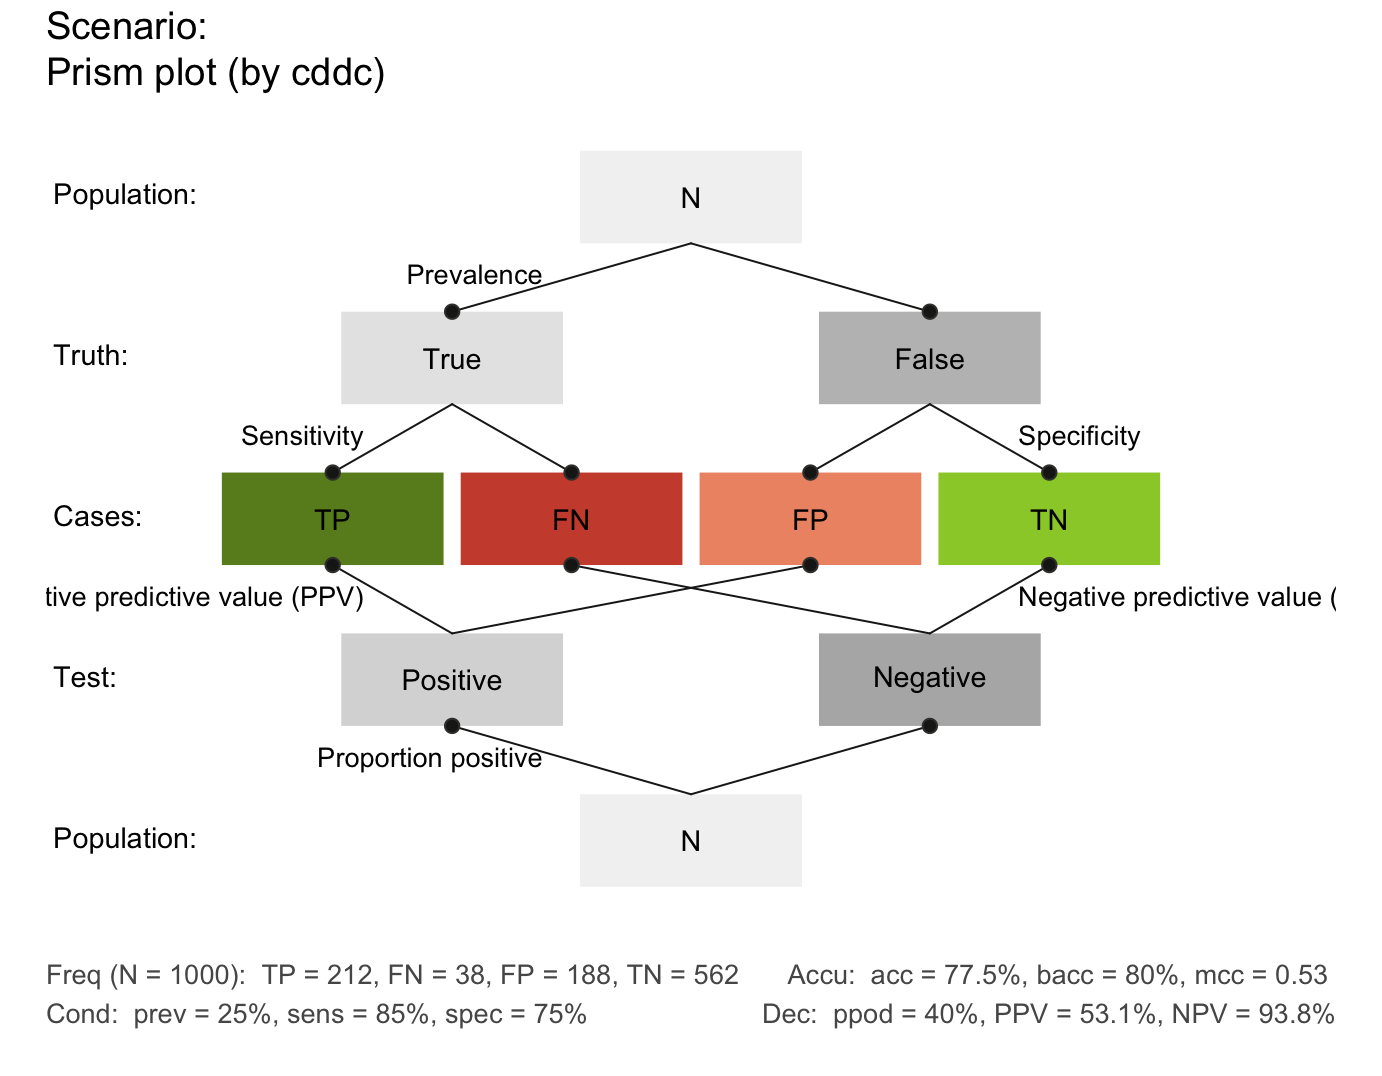 Scenario:
Prism plot (by cddc)
Population:
N
Prevalence
Truth:
True
False
Sensitivity
Specificity
Cases:
TP
FN
FP
TN
tive predictive value (PPV)
Negative predictive value (
Test:
Positive
Negative
Proportion positive
Population:
N
Freq (N = 1000):  TP = 212, FN = 38, FP = 188, TN = 562
Accu:  acc = 77.5%, bacc = 80%, mcc = 0.53
Cond:  prev = 25%, sens = 85%, spec = 75%
Dec:  ppod = 40%, PPV = 53.1%, NPV = 93.8%